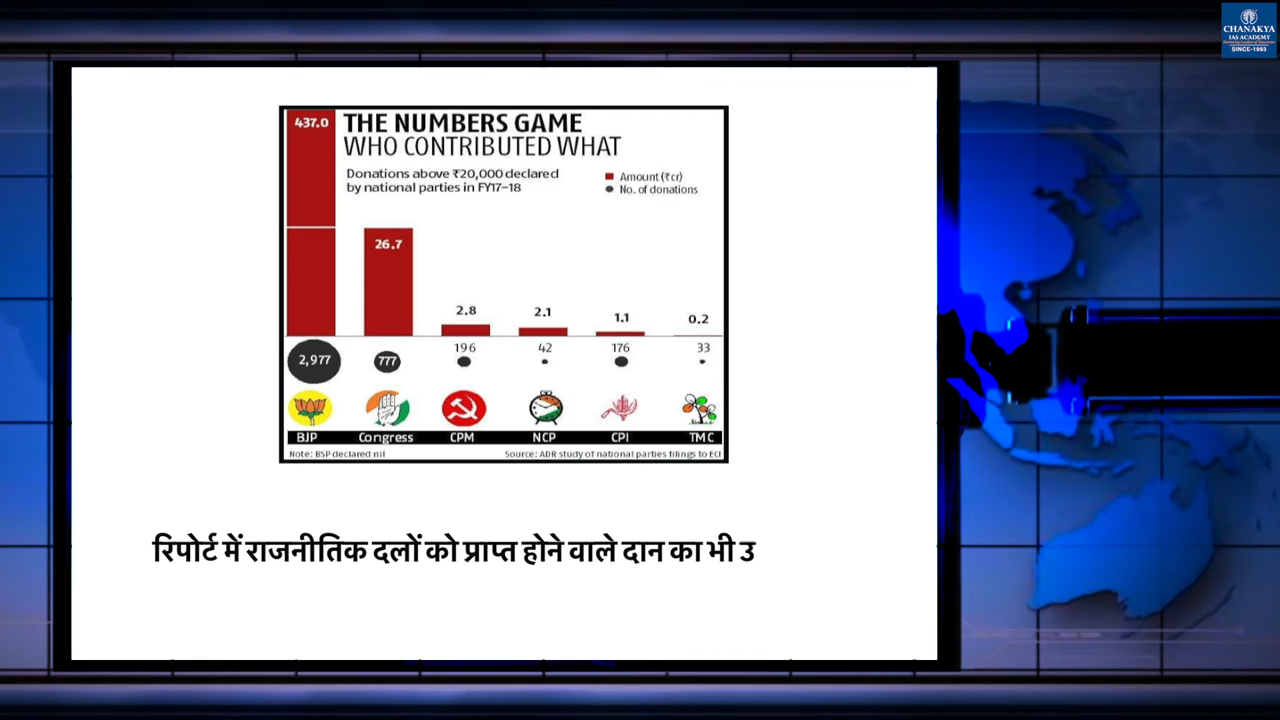 CHANAKYA
IAS ACADEMY
SINCE-1993
437.0
THE NUMBERS GAME
WHO CONTRIBUTED WHAT
Donations above ₹20,000 declared
by national parties in FY17-18
Amount (₹cr)
No. of donations
26.7
2.8
2.1
1.1
0.2
2,977
777
196
42
176
33
BJP
Congress
CPM
NCP
CPI
TMC
Note: BSP declared nil
Source: ADR study of national parties filings to ECI
रिपोर्ट में राजनीतिक दलों को प्राप्त होने वाले दान का भी उ